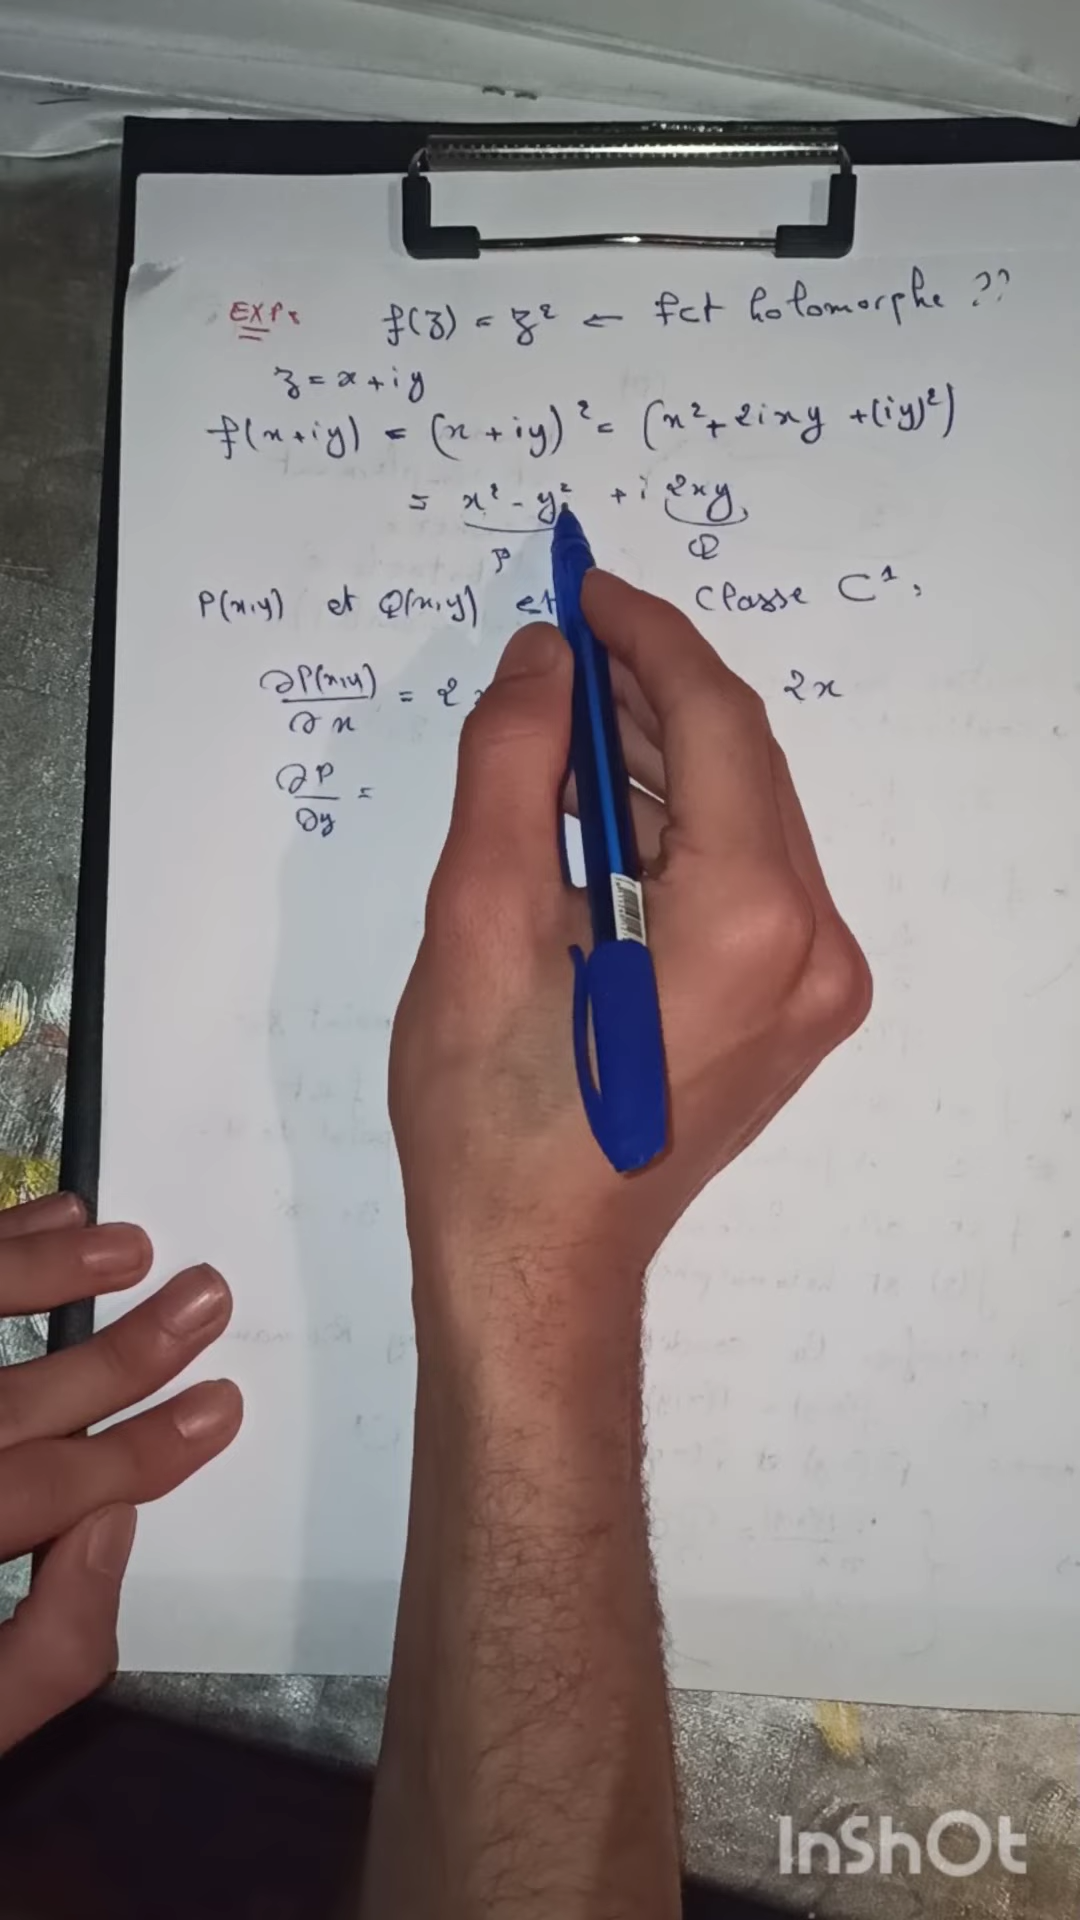 EXP:
f(z) = z² ← fct holomorphe ??
z = x + iy
f(x+iy) = (x + iy)² = (x² + 2ixy + (iy)²)
= x² - y² + i 2xy
P Q
P(x,y) et Q(x,y) et classe C¹,
∂P(x,y)/∂x = 2x 2x
∂P/∂y =
InShOt